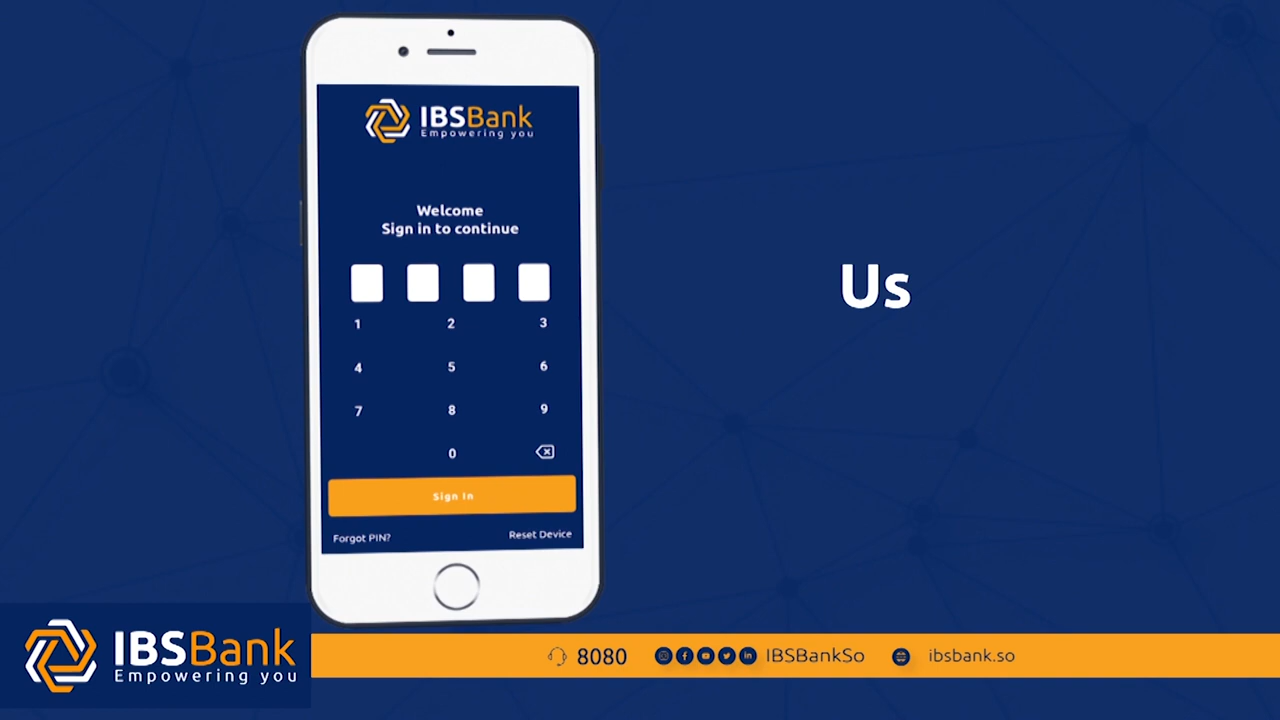 IBSBank
Empowering you
Welcome
Sign in to continue
1 2 3
4 5 6
7 8 9
0
Sign In
Forgot PIN? Reset Device
Us
IBSBank
Empowering you
8080 IBSBankSo ibsbank.so